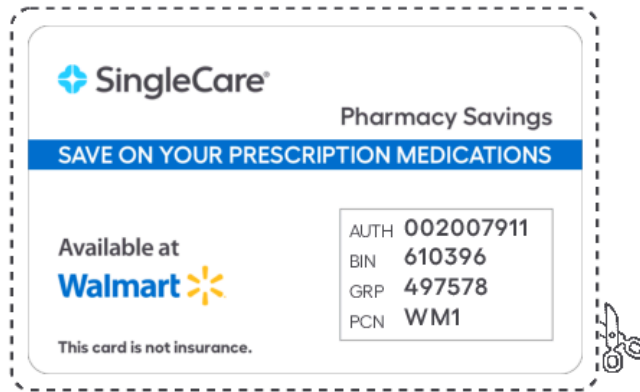 SingleCare®
Pharmacy Savings
SAVE ON YOUR PRESCRIPTION MEDICATIONS
Available at
Walmart
This card is not insurance.
AUTH 002007911
BIN 610396
GRP 497578
PCN WM1